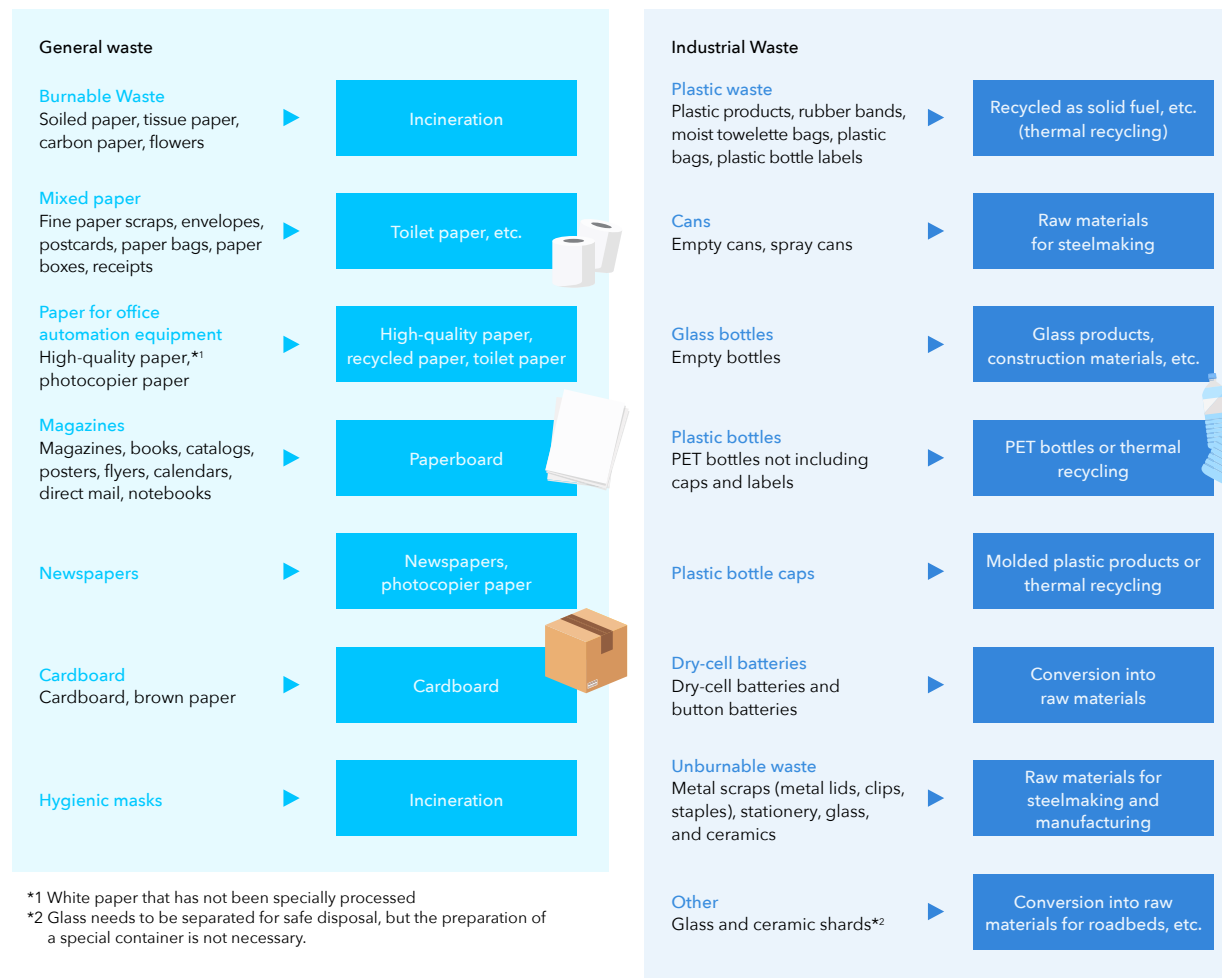 General waste
Burnable Waste
Soiled paper, tissue paper,
carbon paper, flowers
Incineration
Mixed paper
Fine paper scraps, envelopes,
postcards, paper bags, paper
boxes, receipts
Toilet paper, etc.
Paper for office
automation equipment
High-quality paper,*1
photocopier paper
High-quality paper,
recycled paper, toilet paper
Magazines
Magazines, books, catalogs,
posters, flyers, calendars,
direct mail, notebooks
Paperboard
Newspapers
Newspapers,
photocopier paper
Cardboard
Cardboard, brown paper
Cardboard
Hygienic masks
Incineration
*1 White paper that has not been specially processed
*2 Glass needs to be separated for safe disposal, but the preparation of
a special container is not necessary.
Industrial Waste
Plastic waste
Plastic products, rubber bands,
moist towelette bags, plastic
bags, plastic bottle labels
Recycled as solid fuel, etc.
(thermal recycling)
Cans
Empty cans, spray cans
Raw materials
for steelmaking
Glass bottles
Empty bottles
Glass products,
construction materials, etc.
Plastic bottles
PET bottles not including
caps and labels
PET bottles or thermal
recycling
Plastic bottle caps
Molded plastic products or
thermal recycling
Dry-cell batteries
Dry-cell batteries and
button batteries
Conversion into
raw materials
Unburnable waste
Metal scraps (metal lids, clips,
staples), stationery, glass,
and ceramics
Raw materials for
steelmaking and
manufacturing
Other
Glass and ceramic shards*2
Conversion into raw
materials for roadbeds, etc.